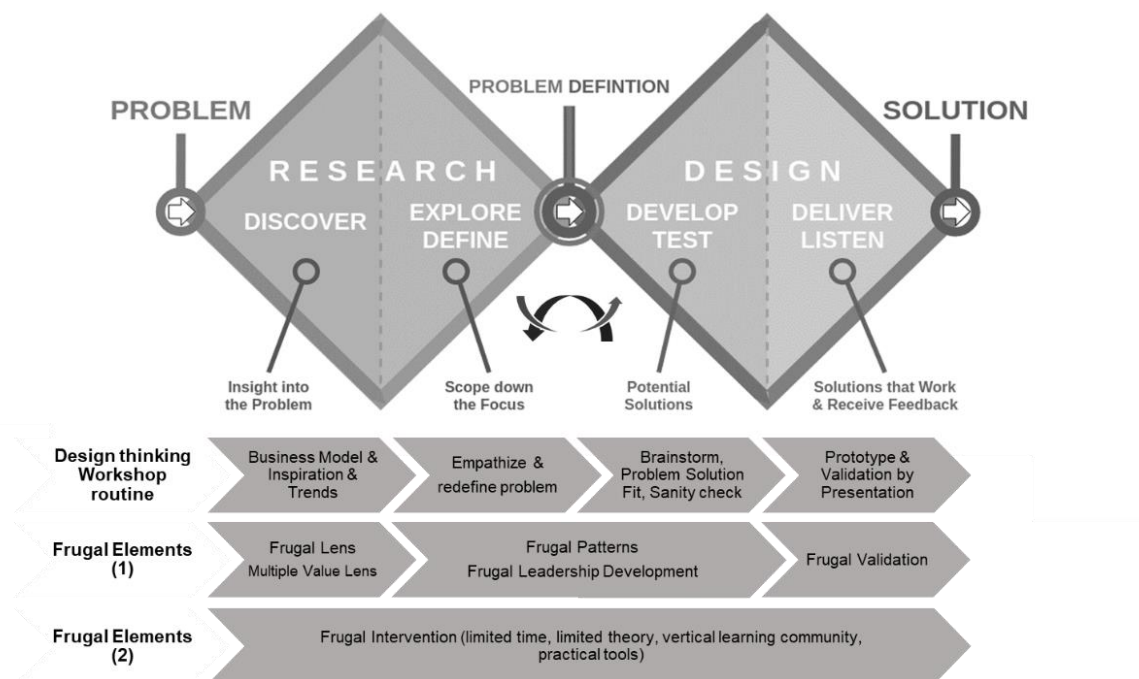 PROBLEM
PROBLEM DEFINTION
SOLUTION
RESEARCH
DESIGN
DISCOVER
EXPLORE
DEFINE
DEVELOP
TEST
DELIVER
LISTEN
Insight into
the Problem
Scope down
the Focus
Potential
Solutions
Solutions that Work
& Receive Feedback
Design thinking
Workshop
routine
Business Model &
Inspiration &
Trends
Empathize &
redefine problem
Brainstorm,
Problem Solution
Fit, Sanity check
Prototype &
Validation by
Presentation
Frugal Elements
(1)
Frugal Lens
Multiple Value Lens
Frugal Patterns
Frugal Leadership Development
Frugal Validation
Frugal Elements
(2)
Frugal Intervention (limited time, limited theory, vertical learning community,
practical tools)